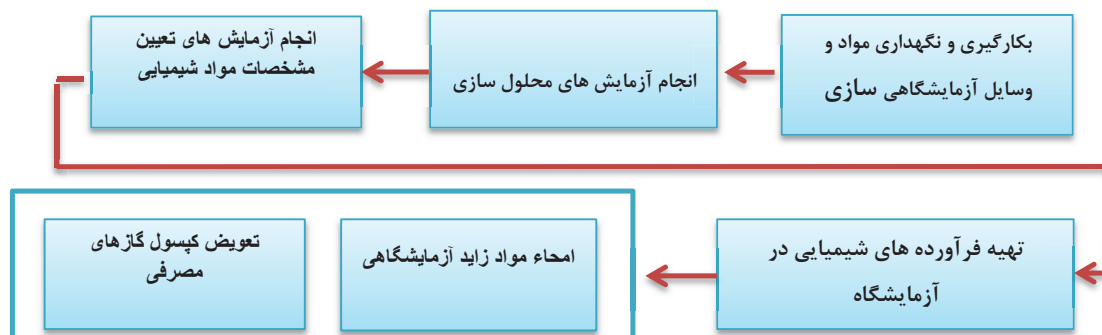 بکارگیری و نگهداری مواد و
وسایل آزمایشگاهی سازی
انجام آزمایش های محلول سازی
انجام آزمایش های تعیین
مشخصات مواد شیمیایی
تهیه فرآورده های شیمیایی در
آزمایشگاه
امحاء مواد زاید آزمایشگاهی
تعویض کپسول گازهای
مصرفی